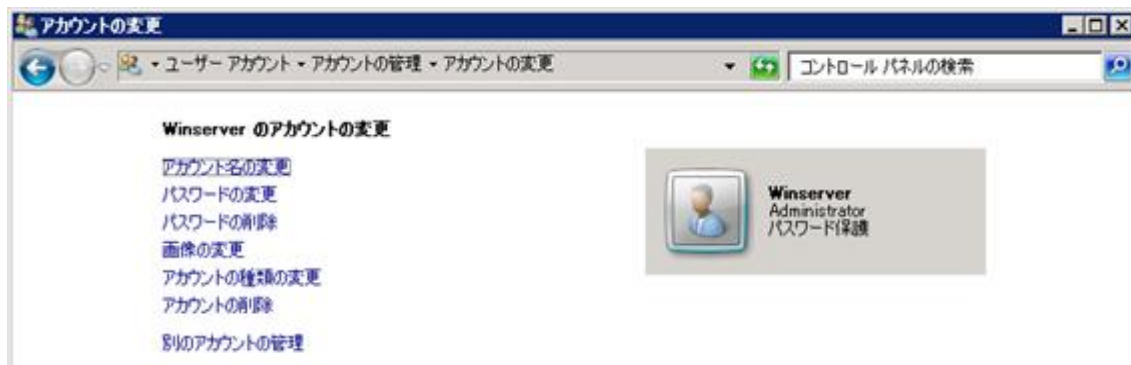 アカウントの変更
ユーザー アカウント アカウントの管理 アカウントの変更 コントロール パネルの検索
Winserver のアカウントの変更
アカウント名の変更
パスワードの変更
パスワードの削除
画像の変更
アカウントの種類の変更
アカウントの削除
別のアカウントの管理
Winserver
Administrator
パスワード保護